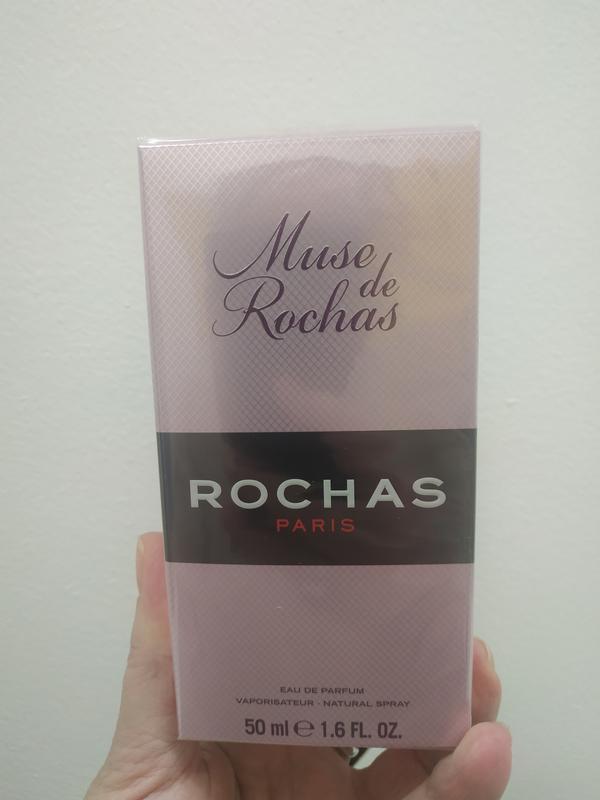 Muse
de
Rochas
ROCHAS
PARIS
EAU DE PARFUM
VAPORISATEUR · NATURAL SPRAY
50 ml ℮ 1.6 FL. OZ.